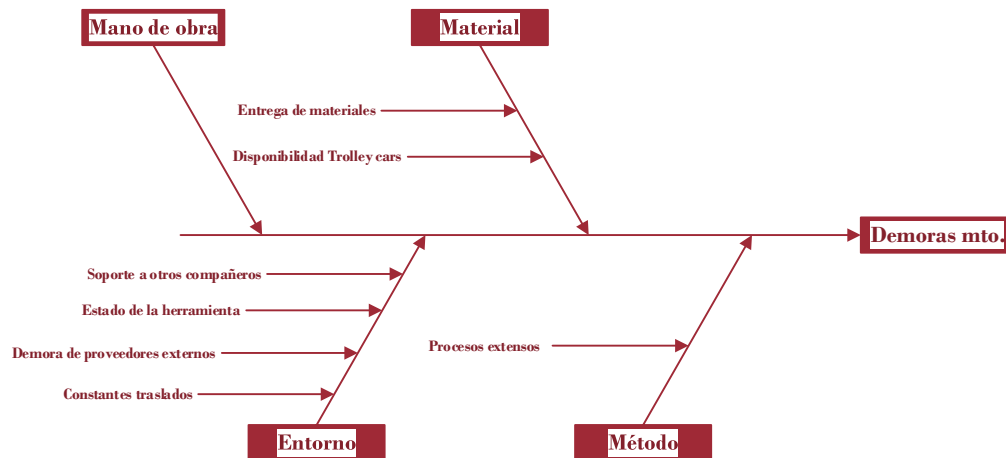 Mano de obra
Material
Entrega de materiales
Disponibilidad Trolley cars
Demoras mto.
Soporte a otros compañeros
Estado de la herramienta
Demora de proveedores externos
Procesos extensos
Constantes traslados
Entorno
Método